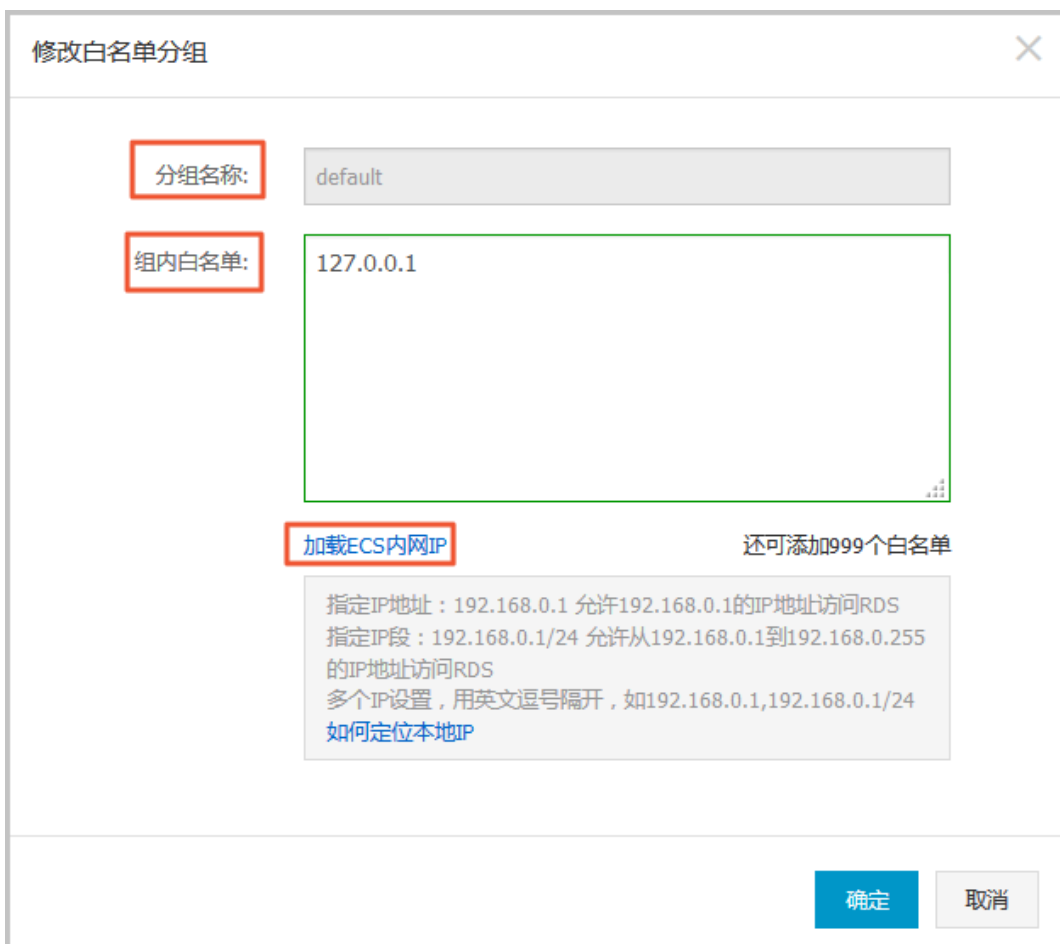 修改白名单分组
分组名称:
default
组内白名单:
127.0.0.1
加载ECS内网IP
还可添加999个白名单
指定IP地址：192.168.0.1 允许192.168.0.1的IP地址访问RDS
指定IP段：192.168.0.1/24 允许从192.168.0.1到192.168.0.255
的IP地址访问RDS
多个IP设置，用英文逗号隔开，如192.168.0.1,192.168.0.1/24
如何定位本地IP
确定
取消